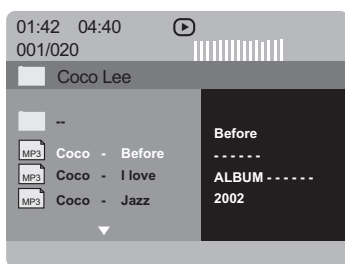 01:42 04:40
001/020
Coco Lee
--
MP3 Coco - Before
MP3 Coco - I love
MP3 Coco - Jazz
Before
- - - - - -
ALBUM - - - - - -
2002